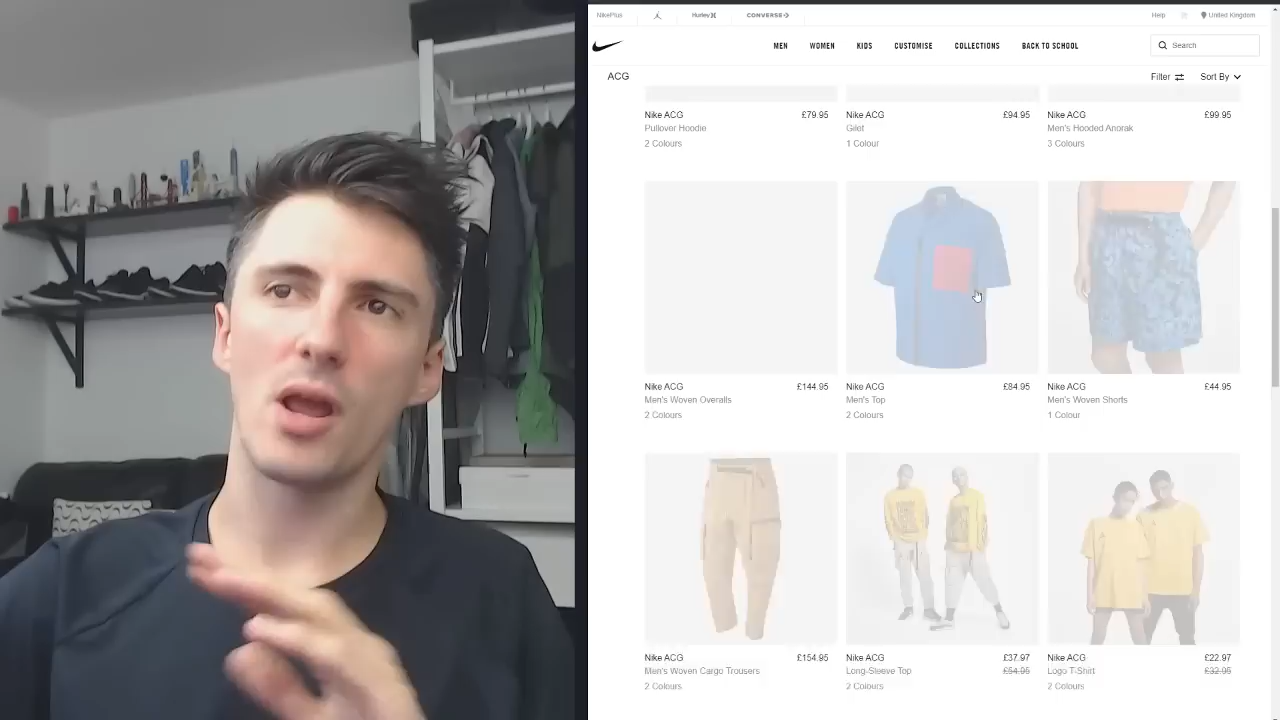 NikePlus
Hurley
CONVERSE
Help
United Kingdom
MEN
WOMEN
KIDS
CUSTOMISE
COLLECTIONS
BACK TO SCHOOL
Search
ACG
Filter
Sort By
Nike ACG £79.95
Pullover Hoodie
2 Colours
Nike ACG £94.95
Gilet
1 Colour
Nike ACG £99.95
Men's Hooded Anorak
3 Colours
Nike ACG £144.95
Men's Woven Overalls
2 Colours
Nike ACG £84.95
Men's Top
2 Colours
Nike ACG £44.95
Men's Woven Shorts
1 Colour
Nike ACG £154.95
Men's Woven Cargo Trousers
2 Colours
Nike ACG £37.97
Long-Sleeve Top £54.95
2 Colours
Nike ACG £22.97
Logo T-Shirt £32.95
2 Colours